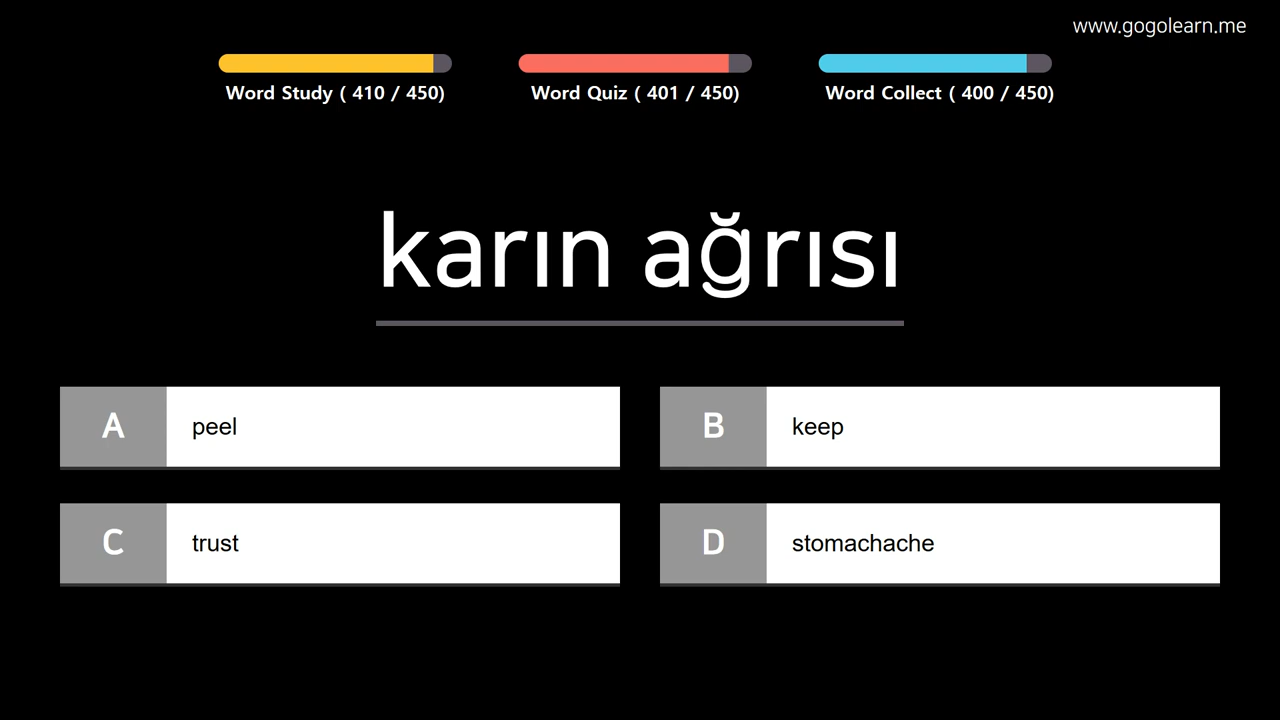 www.gogolearn.me
Word Study ( 410 / 450)
Word Quiz ( 401 / 450)
Word Collect ( 400 / 450)
karın ağrısı
A peel
B keep
C trust
D stomachache